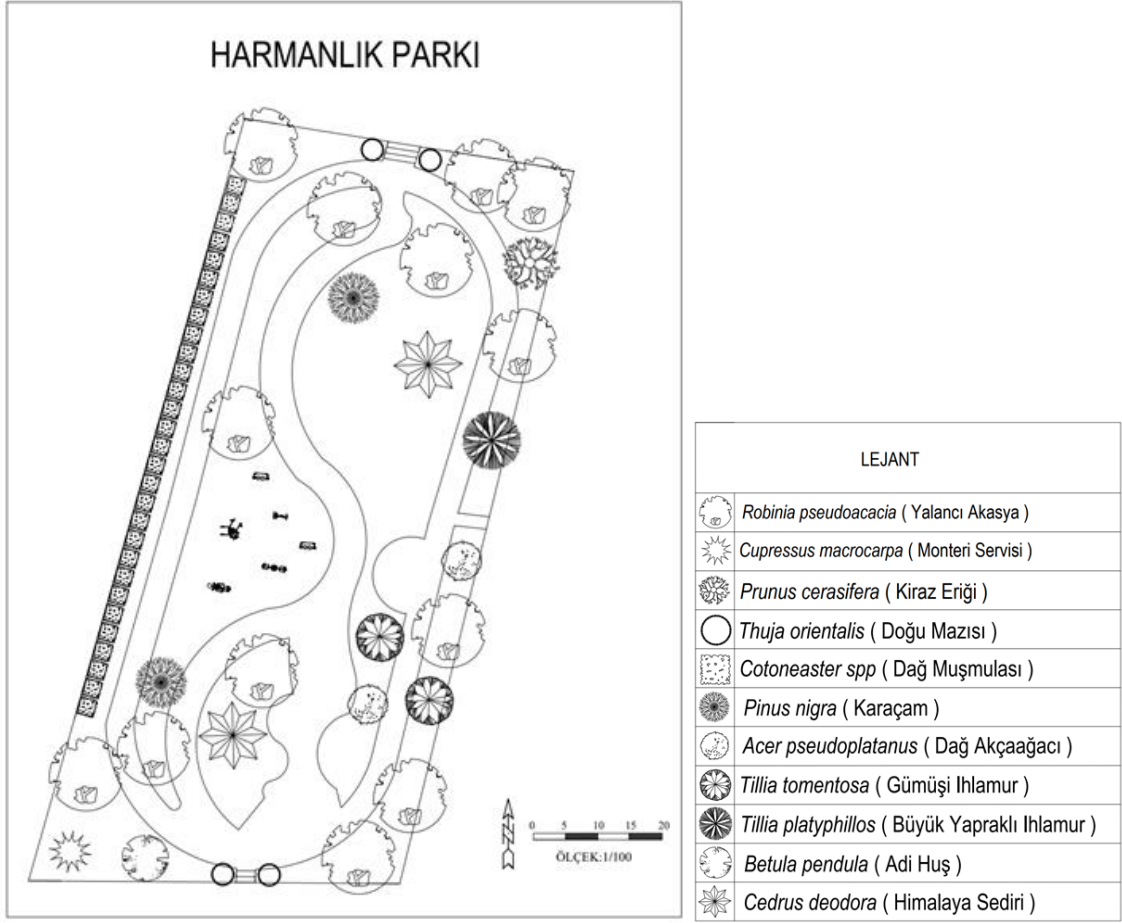 HARMANLIK PARKI
N
0 5 10 15 20
ÖLÇEK:1/100
LEJANT
Robinia pseudoacacia ( Yalancı Akasya )
Cupressus macrocarpa ( Monteri Servisi )
Prunus cerasifera ( Kiraz Eriği )
Thuja orientalis ( Doğu Mazısı )
Cotoneaster spp ( Dağ Muşmulası )
Pinus nigra ( Karaçam )
Acer pseudoplatanus ( Dağ Akçaağacı )
Tillia tomentosa ( Gümüşi Ihlamur )
Tillia platyphillos ( Büyük Yapraklı Ihlamur )
Betula pendula ( Adi Huş )
Cedrus deodora ( Himalaya Sediri )